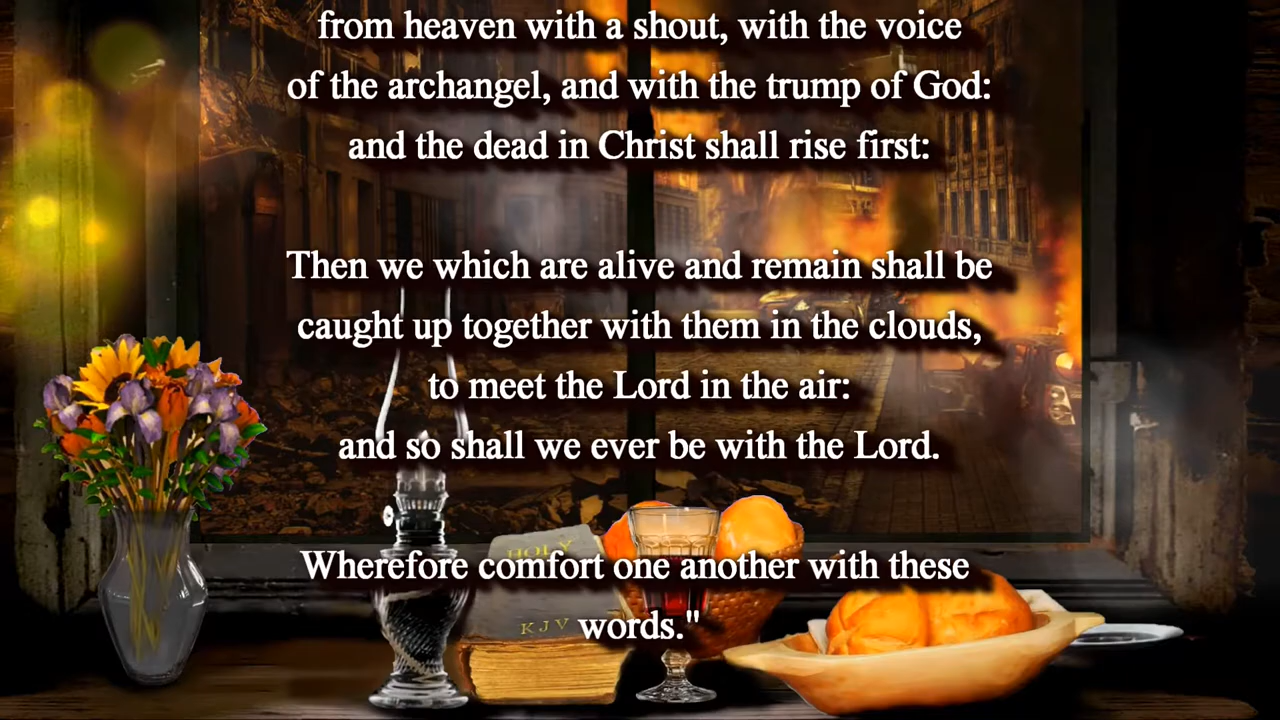 from heaven with a shout, with the voice
of the archangel, and with the trump of God:
and the dead in Christ shall rise first:
Then we which are alive and remain shall be
caught up together with them in the clouds,
to meet the Lord in the air:
and so shall we ever be with the Lord.
Wherefore comfort one another with these
words."
HOLY
KJV